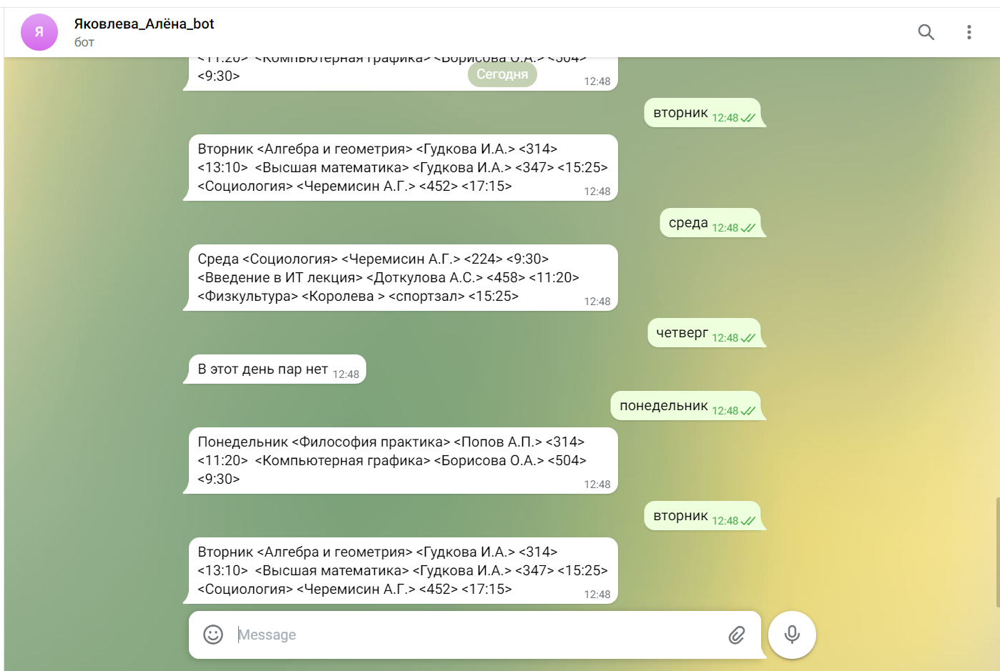 Я
Яковлева_Алёна_bot
бот
<11:20>  <Компьютерная графика> <Борисова О.А.> <504>
<9:30>
12:48
Сегодня
вторник 12:48
Вторник <Алгебра и геометрия> <Гудкова И.А.> <314>
<13:10>  <Высшая математика> <Гудкова И.А.> <347> <15:25>
<Социология> <Черемисин А.Г.> <452> <17:15>
12:48
среда 12:48
Среда <Социология> <Черемисин А.Г.> <224> <9:30>
<Введение в ИТ лекция> <Доткулова А.С.> <458> <11:20>
<Физкультура> <Королева > <спортзал> <15:25>
12:48
четверг 12:48
В этот день пар нет 12:48
понедельник 12:48
Понедельник <Философия практика> <Попов А.П.> <314>
<11:20>  <Компьютерная графика> <Борисова О.А.> <504>
<9:30>
12:48
вторник 12:48
Вторник <Алгебра и геометрия> <Гудкова И.А.> <314>
<13:10>  <Высшая математика> <Гудкова И.А.> <347> <15:25>
<Социология> <Черемисин А.Г.> <452> <17:15>
12:48
Message